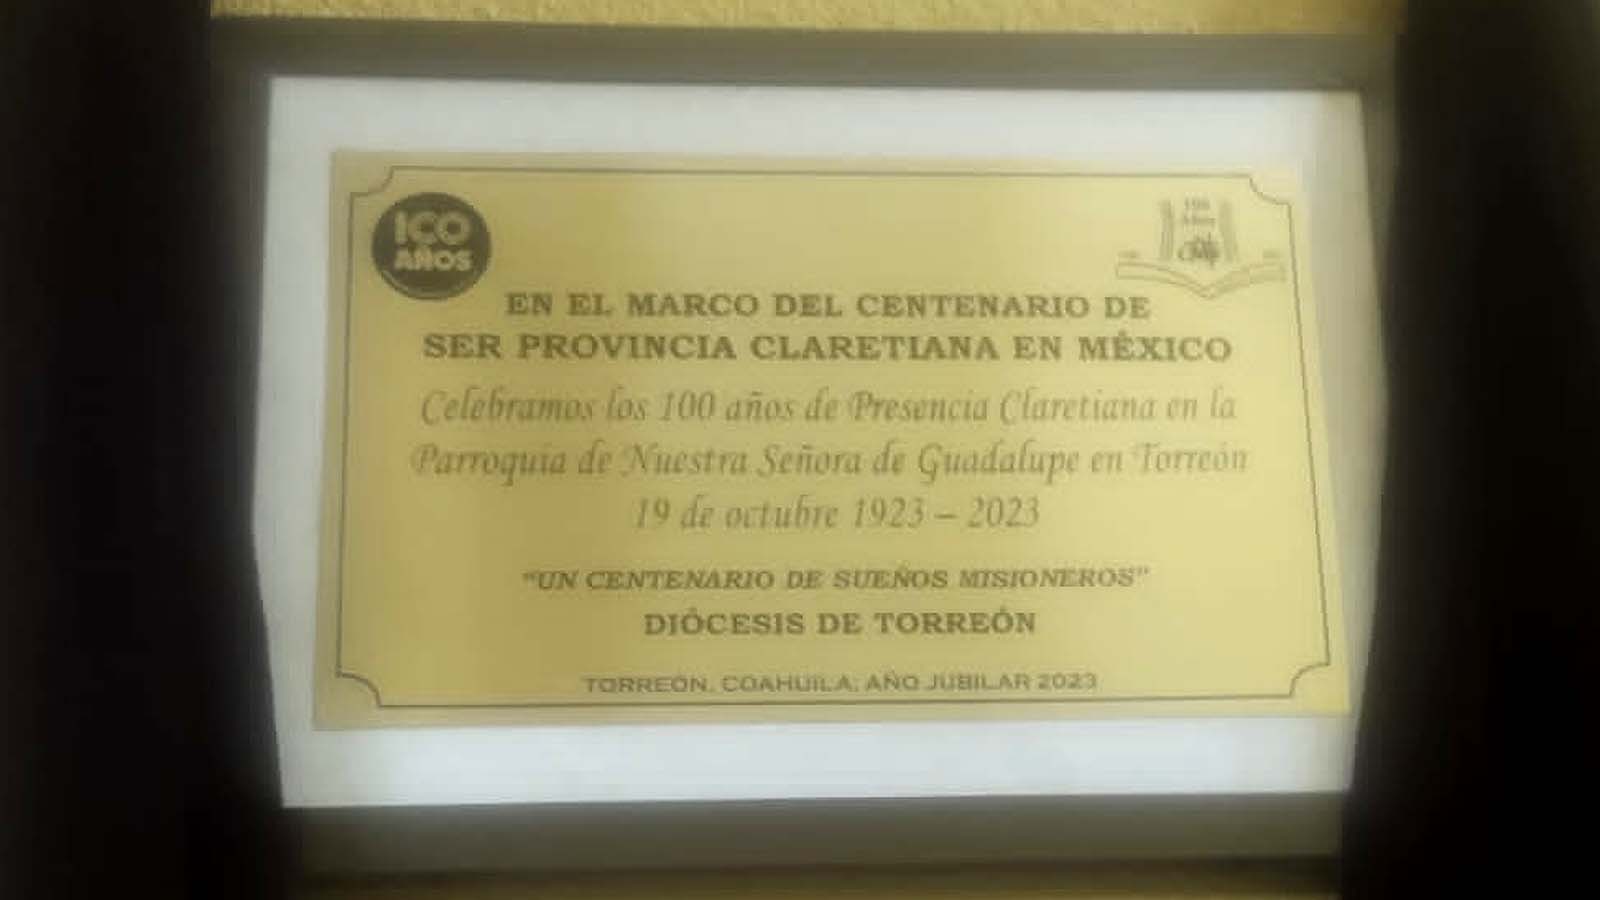 100
AÑOS
100
Años
EN EL MARCO DEL CENTENARIO DE
SER PROVINCIA CLARETIANA EN MÉXICO
Celebramos los 100 años de Presencia Claretiana en la
Parroquia de Nuestra Señora de Guadalupe en Torreón
19 de octubre 1923 – 2023
"UN CENTENARIO DE SUEÑOS MISIONEROS"
DIÓCESIS DE TORREÓN
TORREÓN, COAHUILA; AÑO JUBILAR 2023